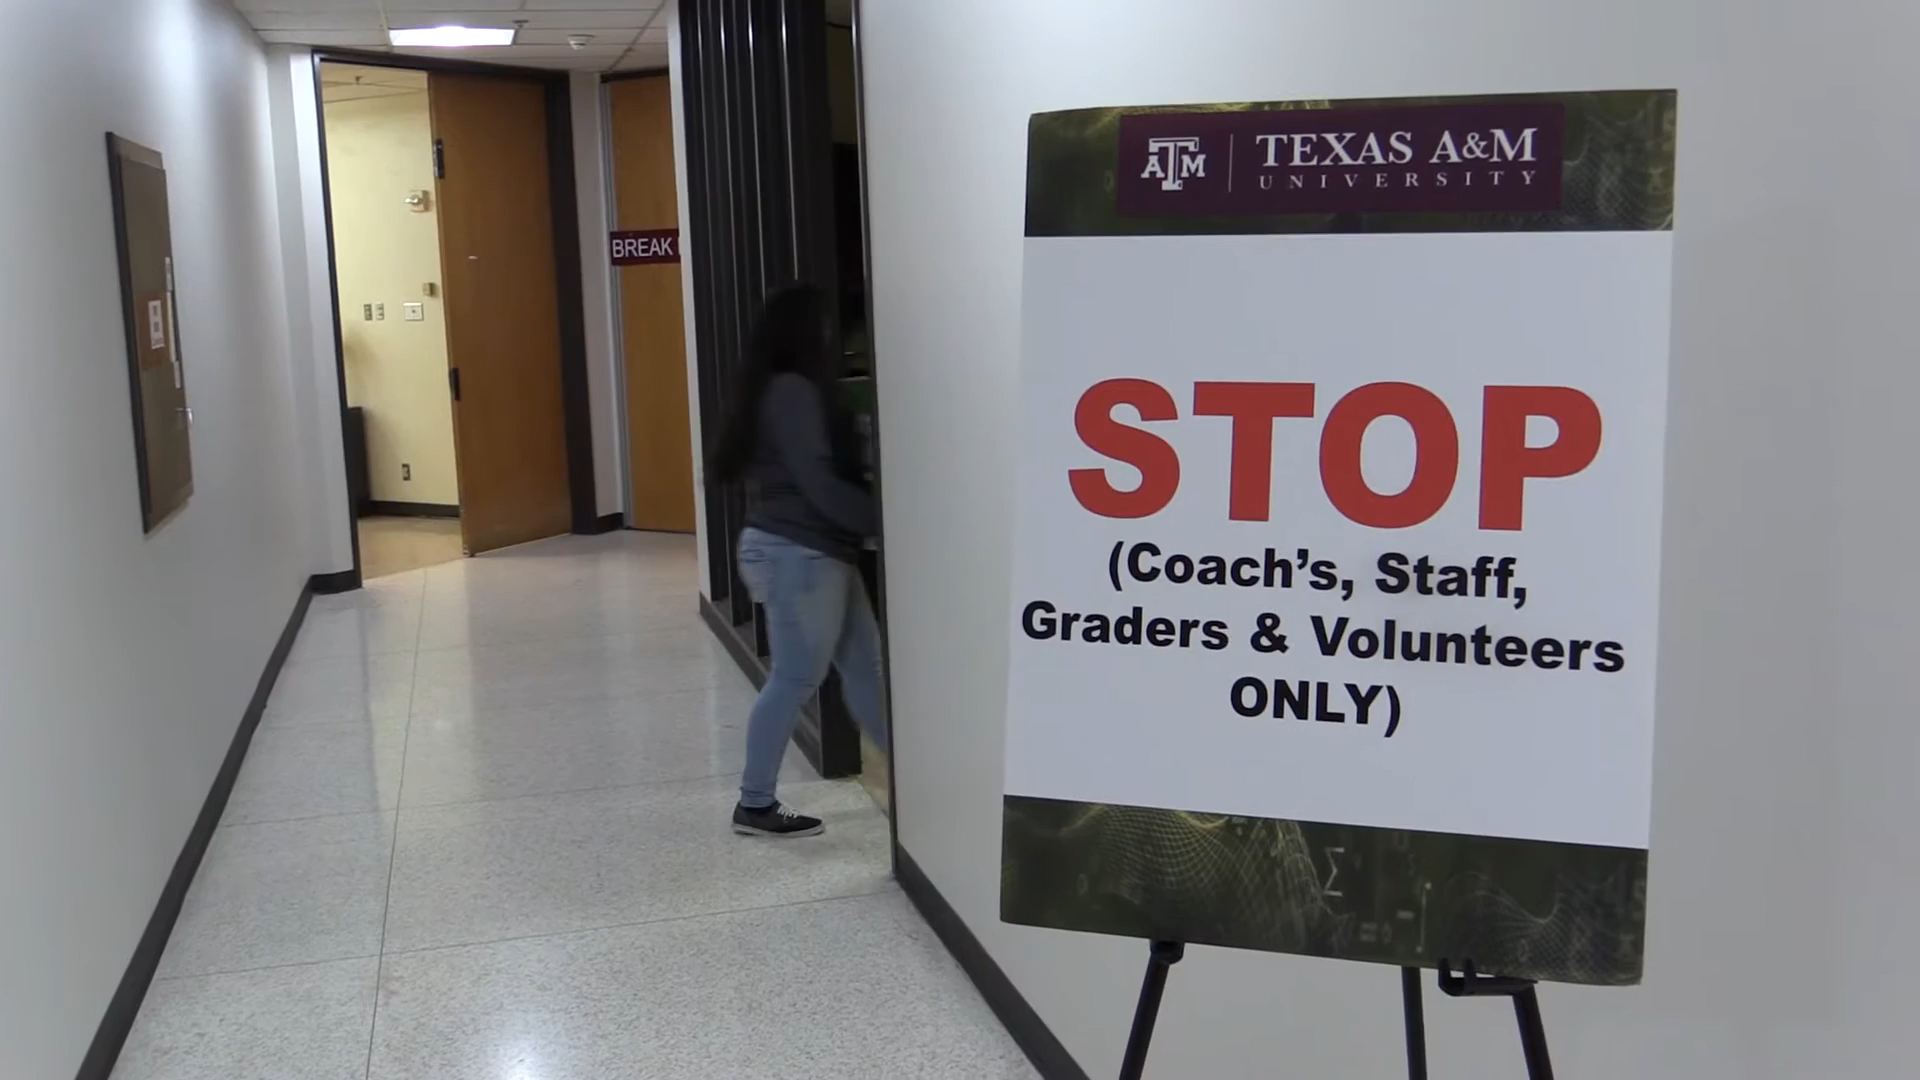 BREAK
ATM
TEXAS A&M
UNIVERSITY
STOP
(Coach's, Staff,
Graders & Volunteers
ONLY)
Σ